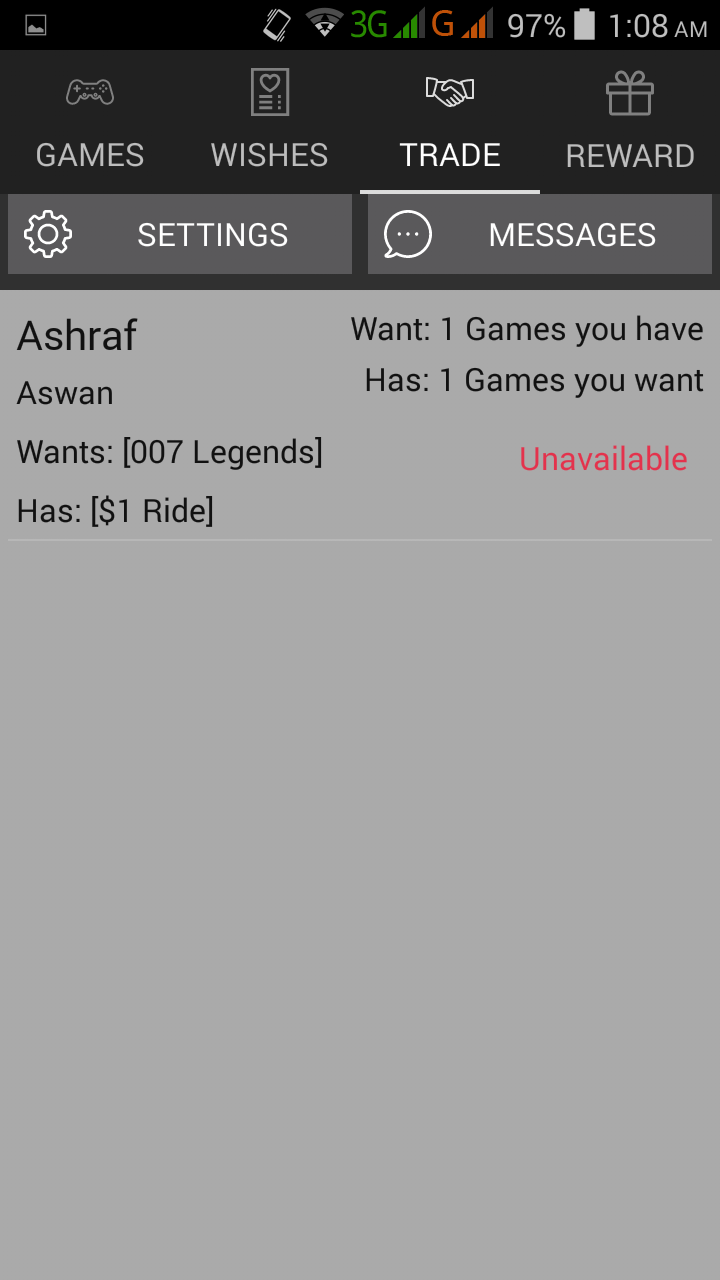 3G G 97% 1:08 AM
GAMES WISHES TRADE REWARD
SETTINGS MESSAGES
Ashraf
Want: 1 Games you have
Aswan
Has: 1 Games you want
Wants: [007 Legends]
Unavailable
Has: [$1 Ride]